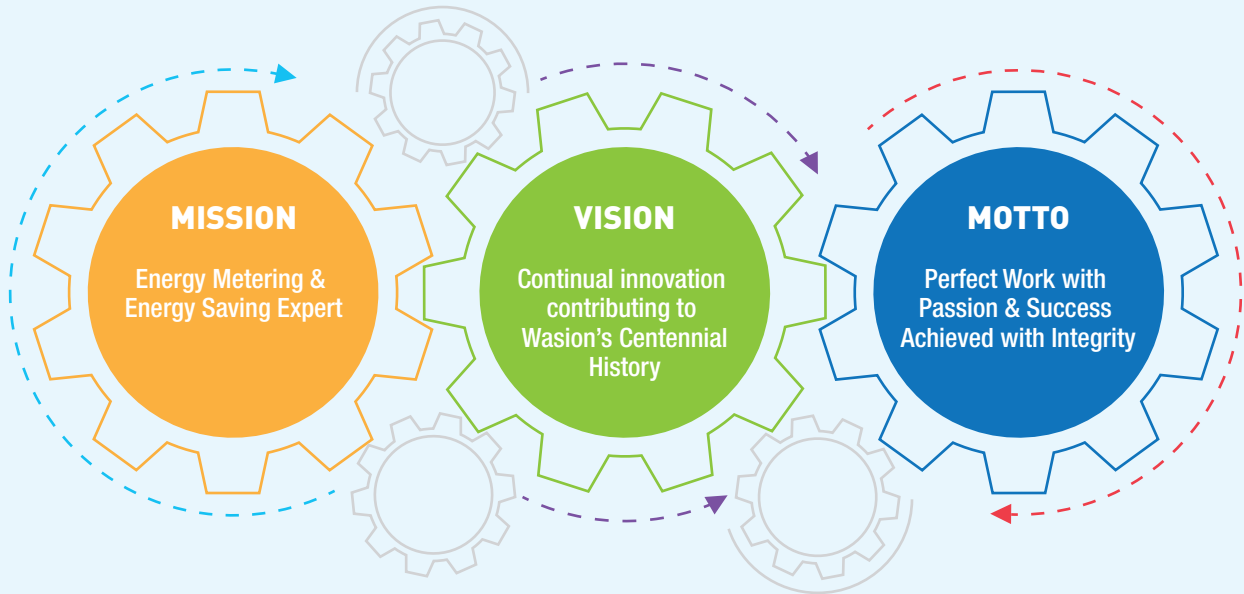 MISSION
Energy Metering &
Energy Saving Expert
VISION
Continual innovation
contributing to
Wasion’s Centennial
History
MOTTO
Perfect Work with
Passion & Success
Achieved with Integrity